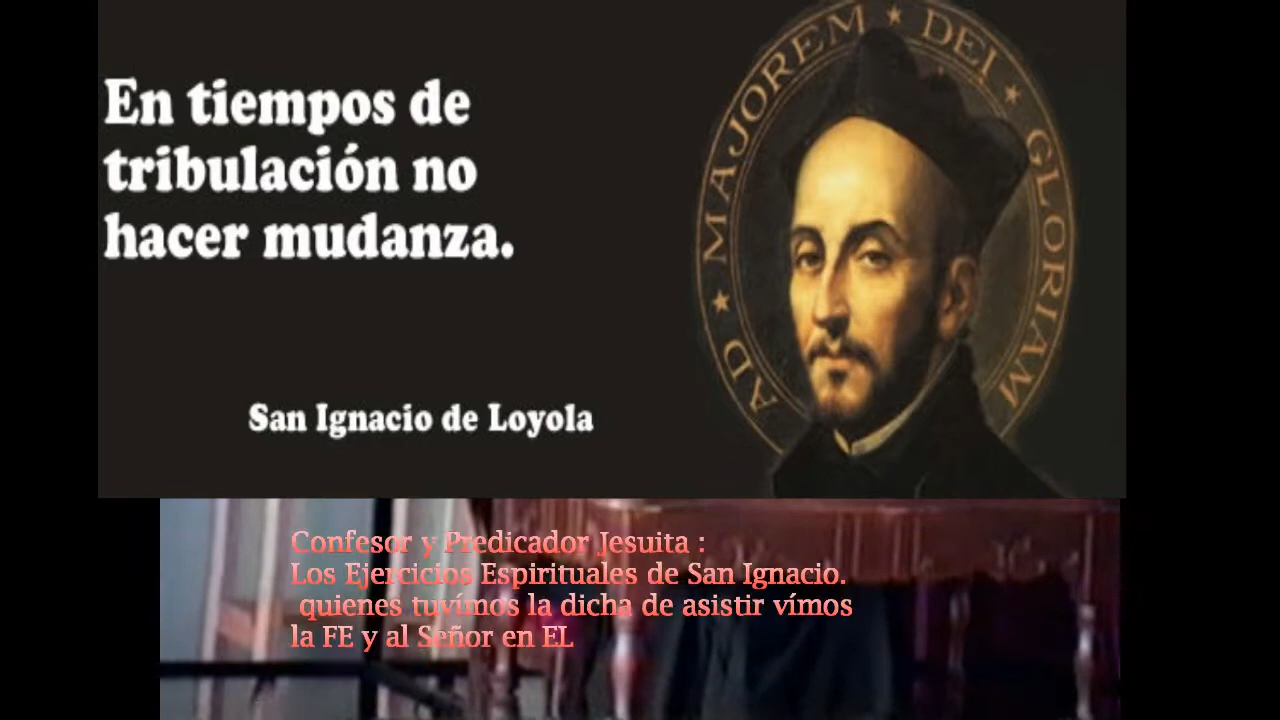 En tiempos de
tribulación no
hacer mudanza.
San Ignacio de Loyola
AD ★ MAJOREM ★ DEI ★ GLORIAM
Confesor y Predicador Jesuita :
Los Ejercicios Espirituales de San Ignacio.
quienes tuvímos la dicha de asistir vímos
la FE y al Señor en EL